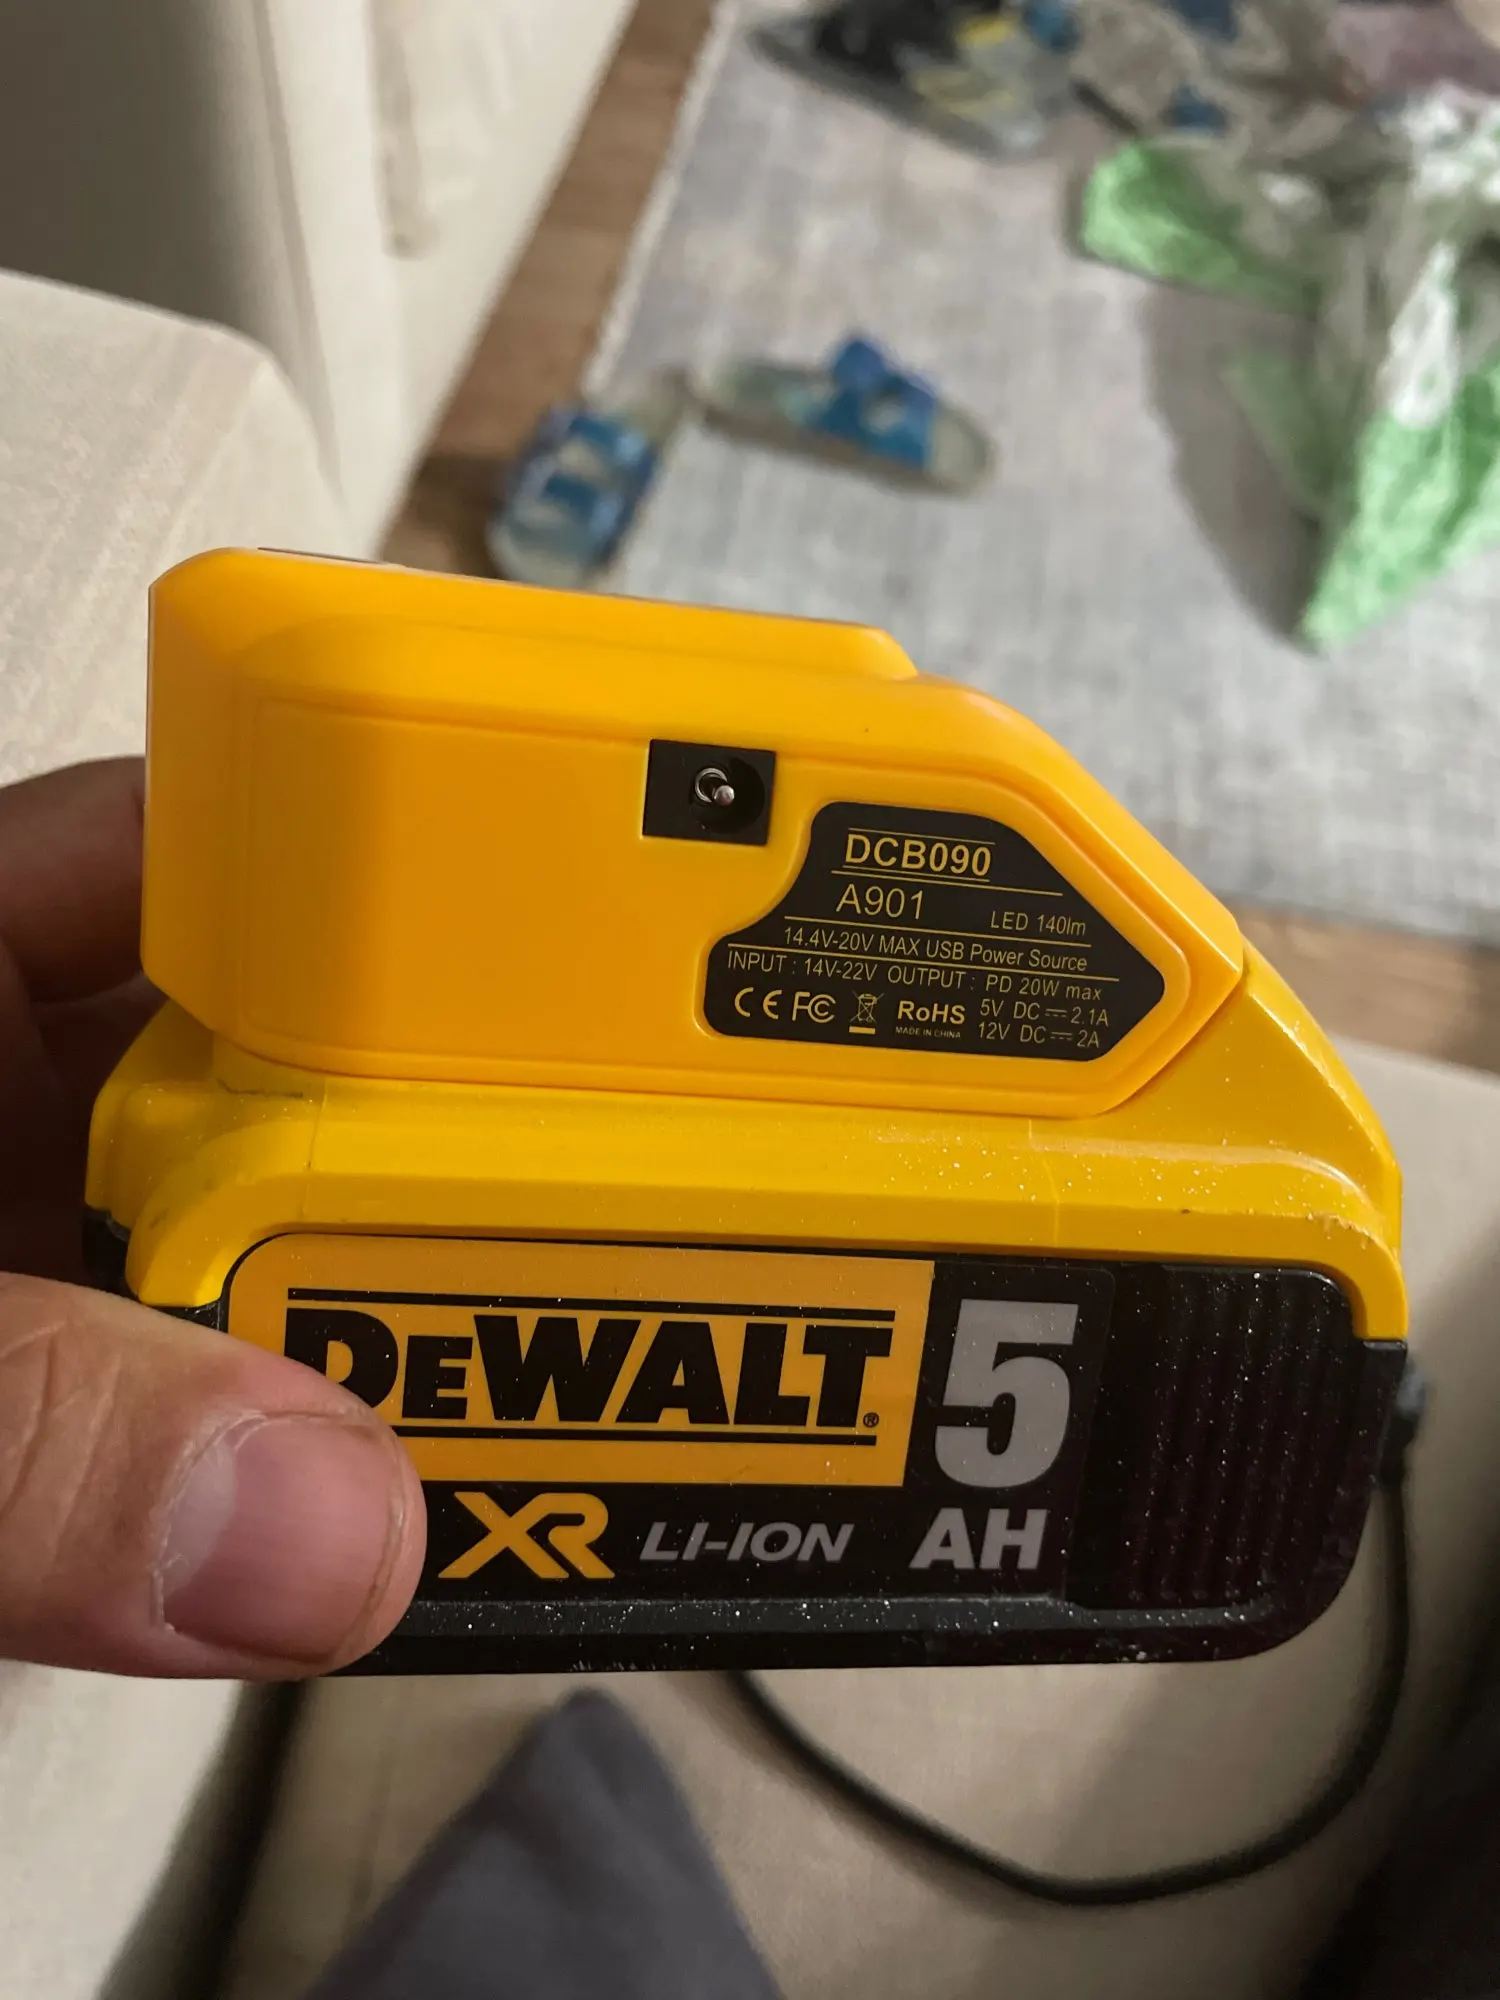 DCB090
A901 LED 140lm
14.4V-20V MAX USB Power Source
INPUT : 14V-22V OUTPUT : PD 20W max
CE FC RoHS 5V DC⎓2.1A
MADE IN CHINA 12V DC⎓2A
DEWALT® 5
XR LI-ION AH